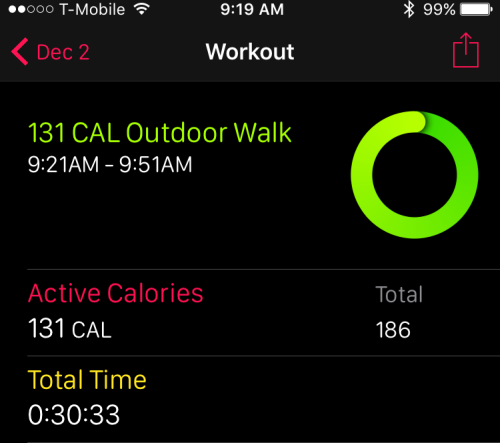 T-Mobile 9:19 AM 99%
Dec 2 Workout
131 CAL Outdoor Walk
9:21AM - 9:51AM
Active Calories Total
131 CAL 186
Total Time
0:30:33